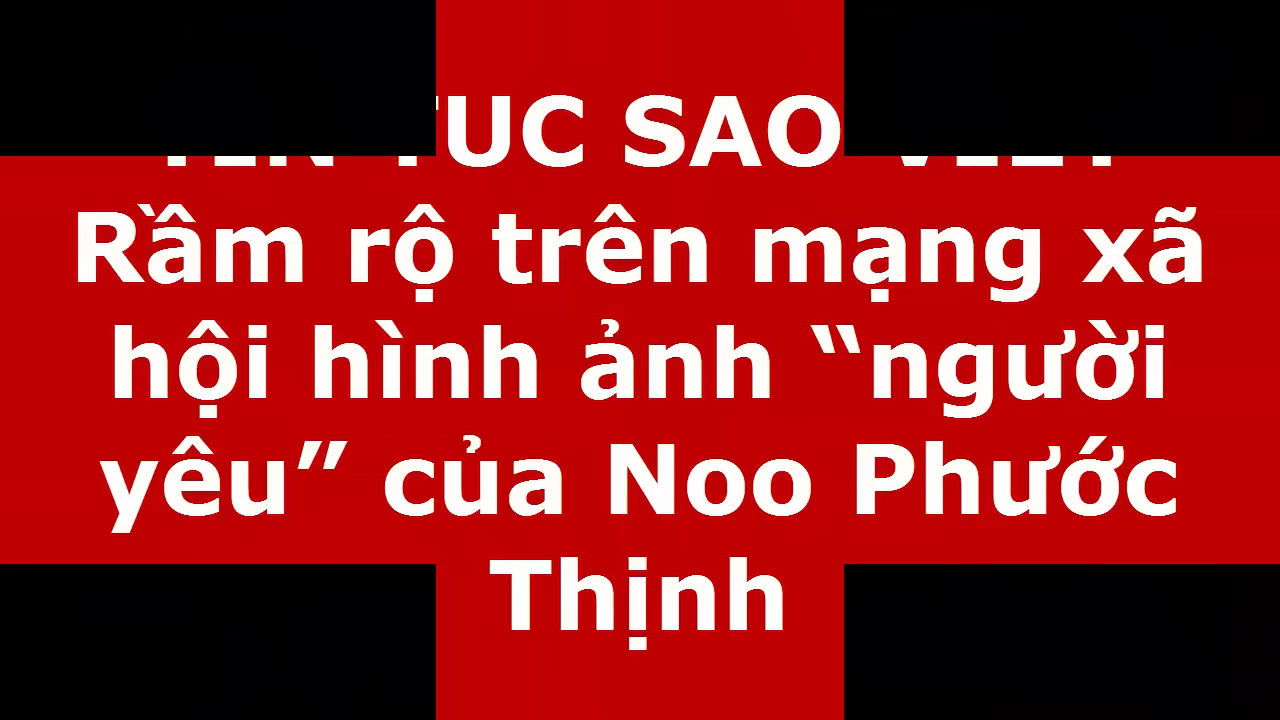 TUC SAO
Rầm rộ trên mạng xã
hội hình ảnh “người
yêu” của Noo Phước
Thịnh